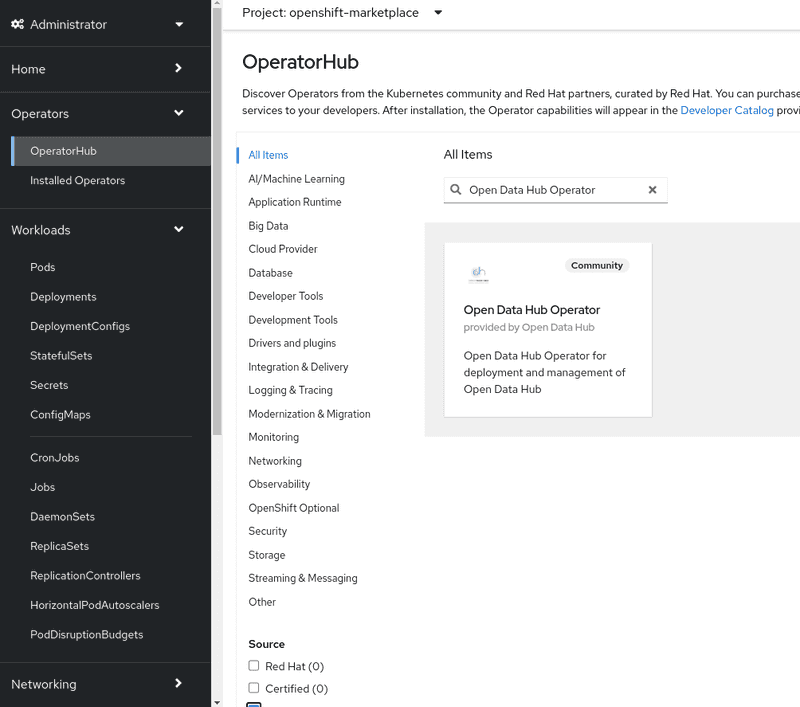 Administrator
Home
Operators
OperatorHub
Installed Operators
Workloads
Pods
Deployments
DeploymentConfigs
StatefulSets
Secrets
ConfigMaps
CronJobs
Jobs
DaemonSets
ReplicaSets
ReplicationControllers
HorizontalPodAutoscalers
PodDisruptionBudgets
Networking
Project: openshift-marketplace
OperatorHub
Discover Operators from the Kubernetes community and Red Hat partners, curated by Red Hat. You can purchase
services to your developers. After installation, the Operator capabilities will appear in the Developer Catalog provi
All Items
AI/Machine Learning
Application Runtime
Big Data
Cloud Provider
Database
Developer Tools
Development Tools
Drivers and plugins
Integration & Delivery
Logging & Tracing
Modernization & Migration
Monitoring
Networking
Observability
OpenShift Optional
Security
Storage
Streaming & Messaging
Other
Source
Red Hat (0)
Certified (0)
All Items
Open Data Hub Operator
Community
Open Data Hub Operator
provided by Open Data Hub
Open Data Hub Operator for
deployment and management of
Open Data Hub